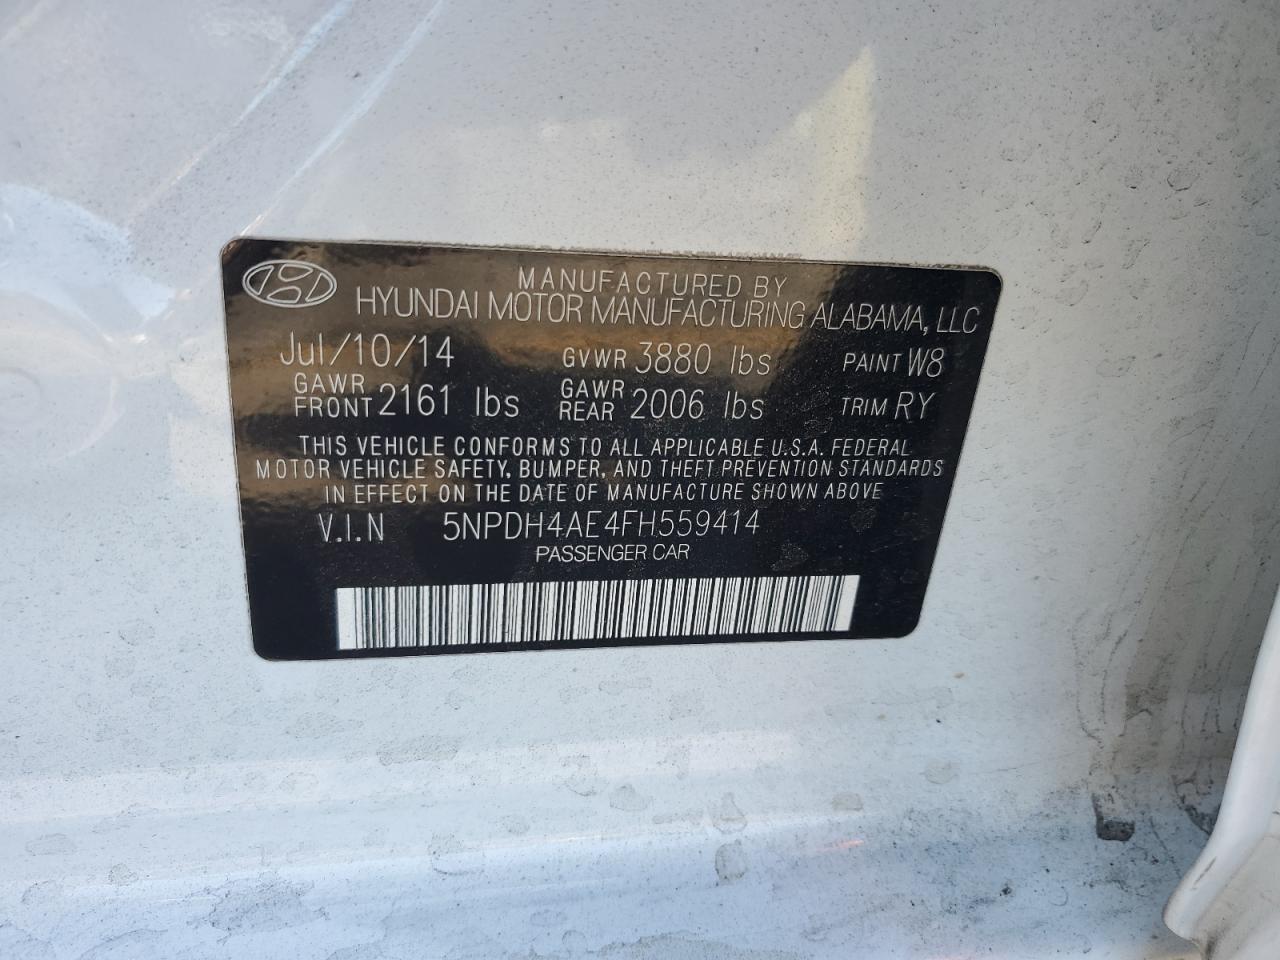 MANUFACTURED BY
HYUNDAI MOTOR MANUFACTURING ALABAMA, LLC
Jul/10/14 GVWR 3880 lbs PAINT W8
GAWR FRONT 2161 lbs GAWR REAR 2006 lbs TRIM RY
THIS VEHICLE CONFORMS TO ALL APPLICABLE U.S.A. FEDERAL
MOTOR VEHICLE SAFETY, BUMPER, AND THEFT PREVENTION STANDARDS
IN EFFECT ON THE DATE OF MANUFACTURE SHOWN ABOVE
V.I.N 5NPDH4AE4FH559414
PASSENGER CAR